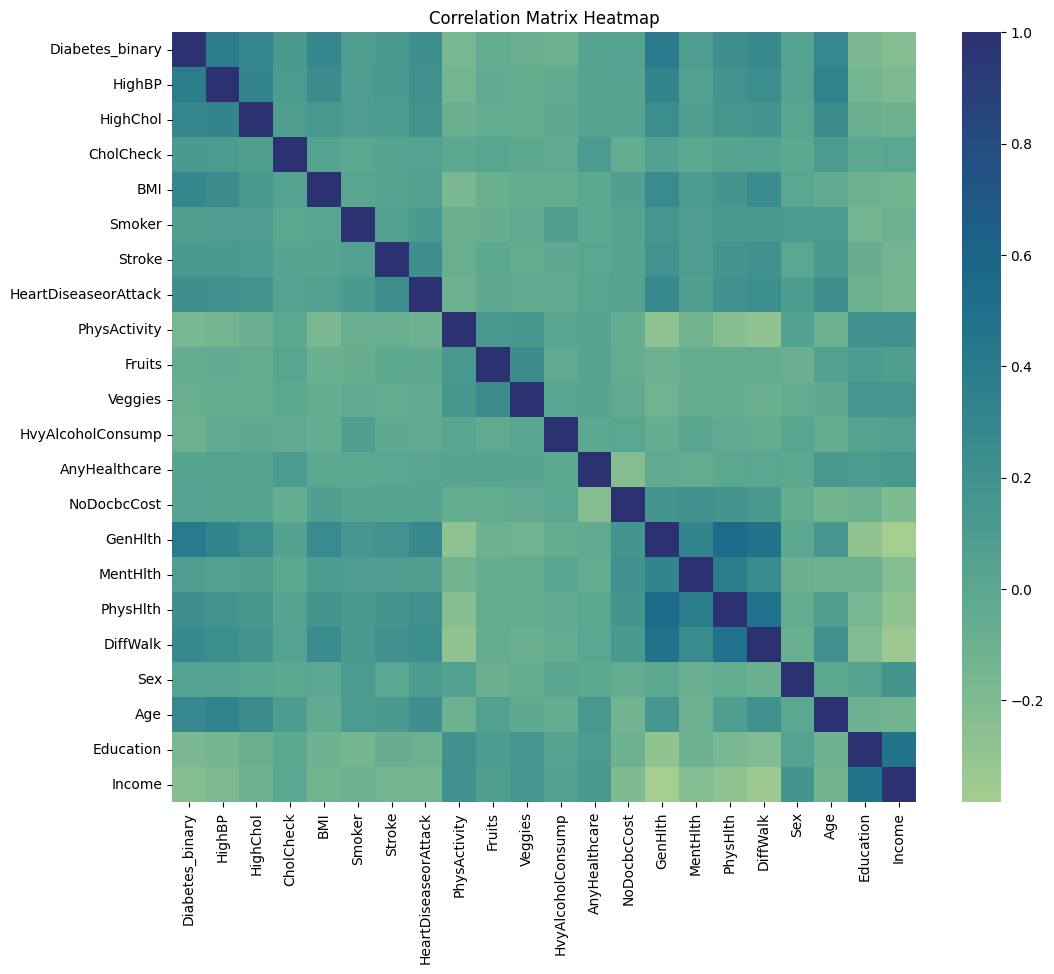 Correlation Matrix Heatmap
Diabetes_binary
HighBP
HighChol
CholCheck
BMI
Smoker
Stroke
HeartDiseaseorAttack
PhysActivity
Fruits
Veggies
HvyAlcoholConsump
AnyHealthcare
NoDocbcCost
GenHlth
MentHlth
PhysHlth
DiffWalk
Sex
Age
Education
Income
Diabetes_binary
HighBP
HighChol
CholCheck
BMI
Smoker
Stroke
HeartDiseaseorAttack
PhysActivity
Fruits
Veggies
HvyAlcoholConsump
AnyHealthcare
NoDocbcCost
GenHlth
MentHlth
PhysHlth
DiffWalk
Sex
Age
Education
Income
1.0
0.8
0.6
0.4
0.2
0.0
−0.2